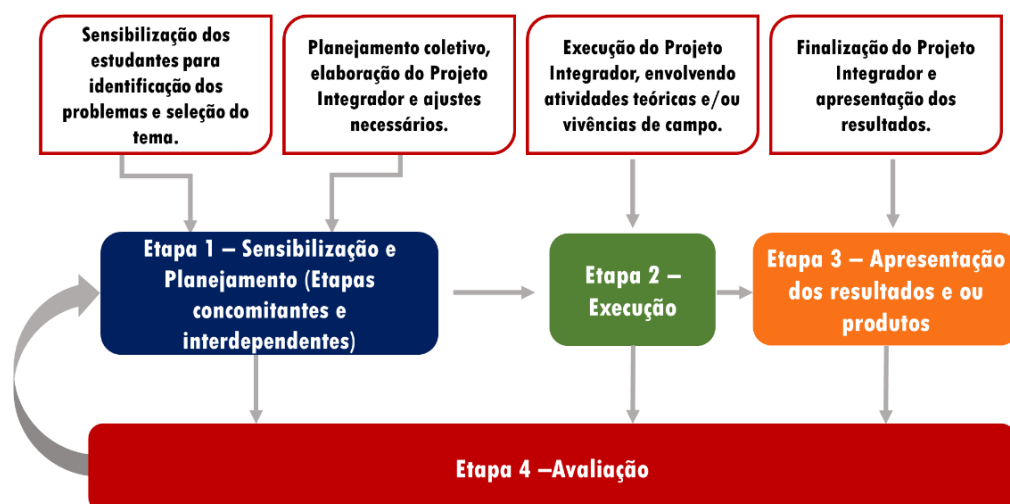 Sensibilização dos
estudantes para
identificação dos
problemas e seleção do
tema.
Planejamento coletivo,
elaboração do Projeto
Integrador e ajustes
necessários.
Execução do Projeto
Integrador, envolvendo
atividades teóricas e/ou
vivências de campo.
Finalização do Projeto
Integrador e
apresentação dos
resultados.
Etapa 1 – Sensibilização e
Planejamento (Etapas
concomitantes e
interdependentes)
Etapa 2 –
Execução
Etapa 3 – Apresentação
dos resultados e ou
produtos
Etapa 4 –Avaliação